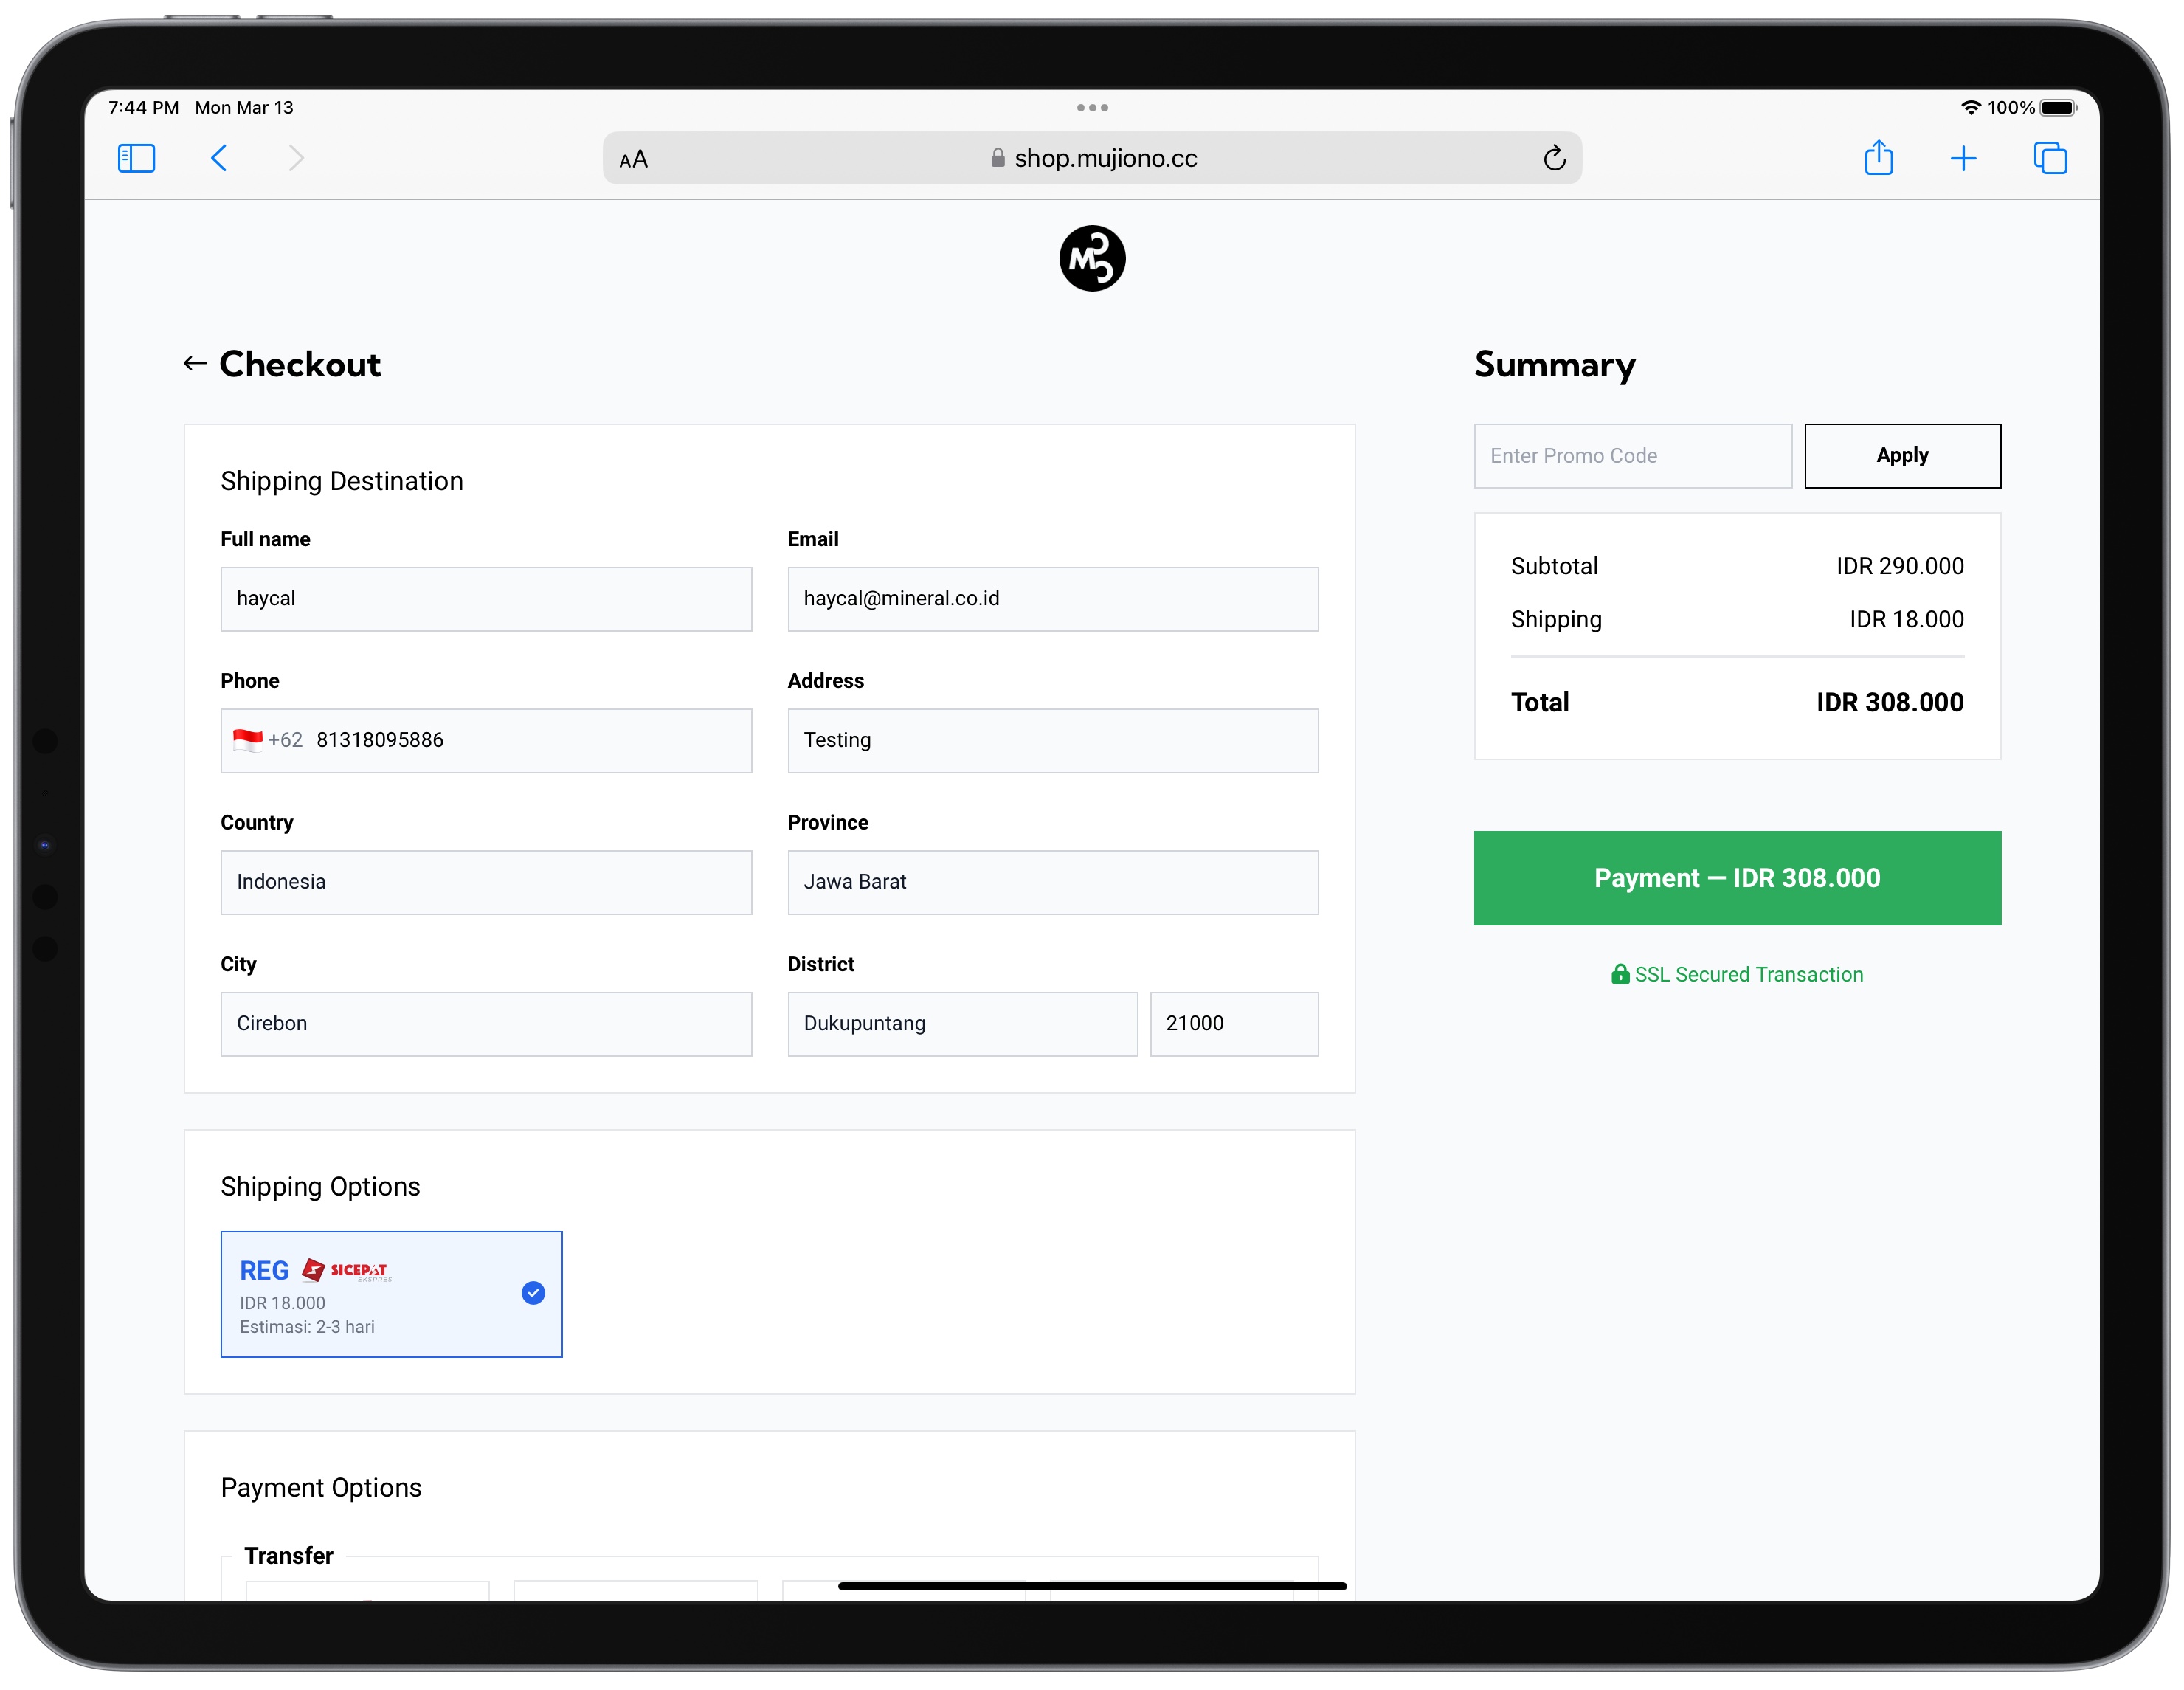 7:44 PM Mon Mar 13
100%
AA
shop.mujiono.cc
Checkout
Shipping Destination
Full name
haycal
Email
haycal@mineral.co.id
Phone
+62 81318095886
Address
Testing
Country
Indonesia
Province
Jawa Barat
City
Cirebon
District
Dukupuntang
21000
Shipping Options
REG SICEPAT
EKSPRES
IDR 18.000
Estimasi: 2-3 hari
Payment Options
Transfer
Summary
Enter Promo Code
Apply
Subtotal IDR 290.000
Shipping IDR 18.000
Total IDR 308.000
Payment — IDR 308.000
SSL Secured Transaction